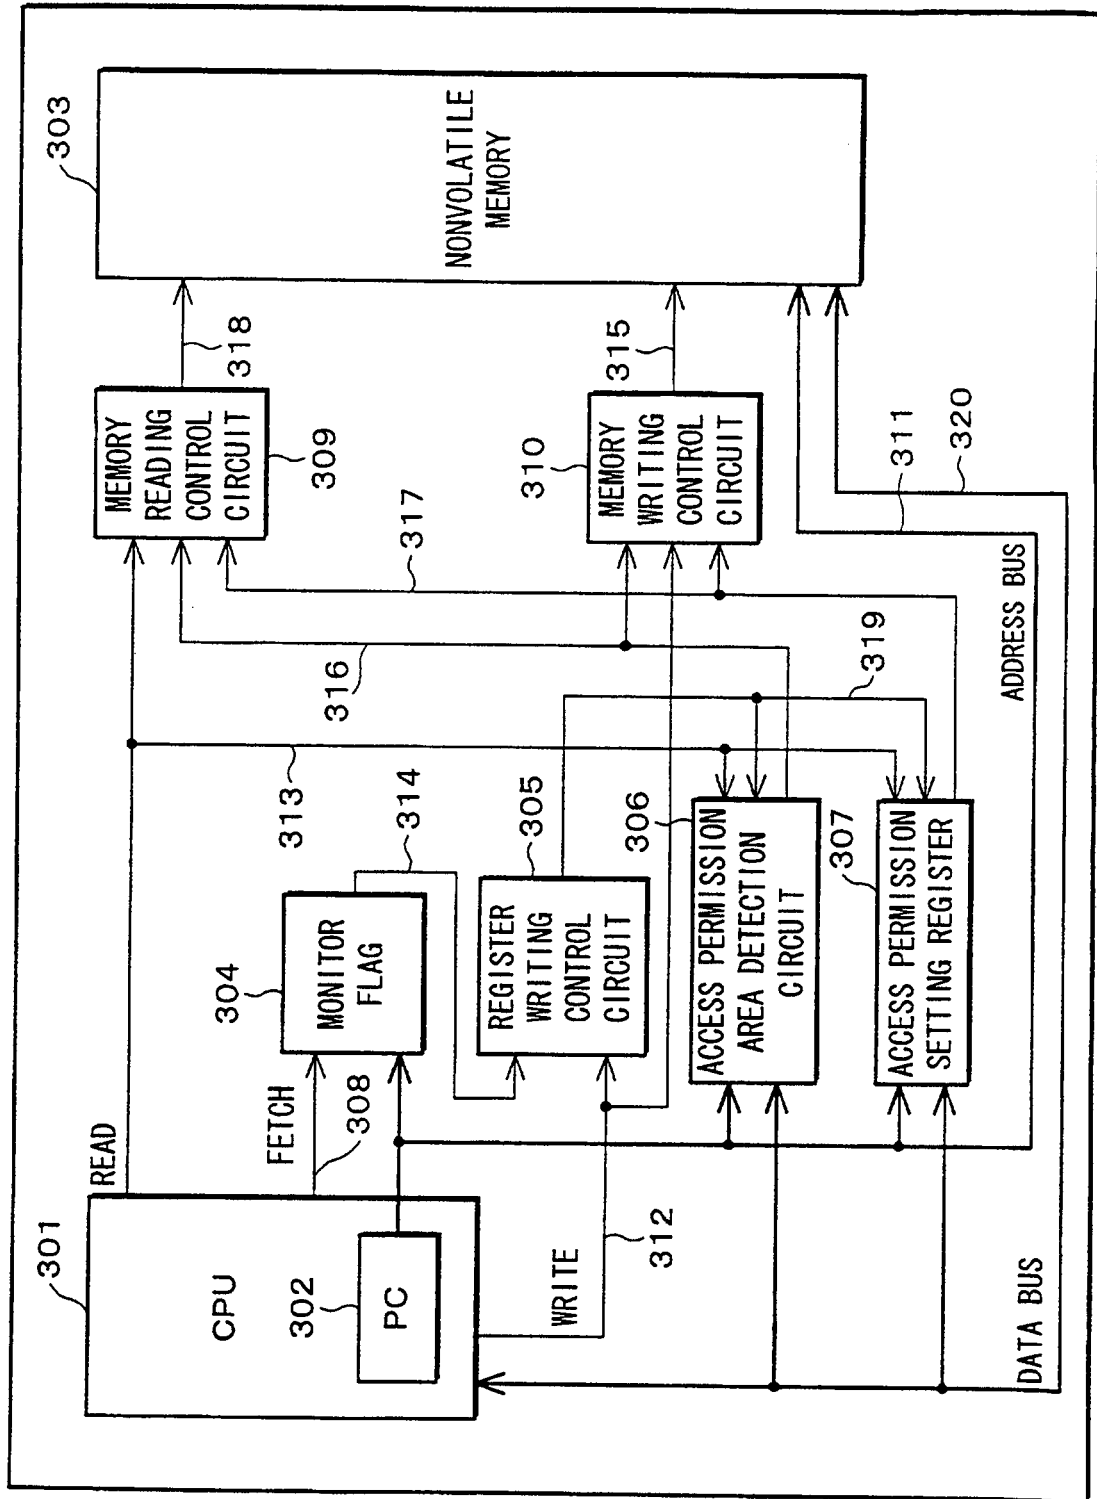 301
CPU
302
PC
READ
FETCH
308
WRITE
312
304
MONITOR
FLAG
313
314
305
REGISTER
WRITING
CONTROL
CIRCUIT
306
ACCESS PERMISSION
AREA DETECTION
CIRCUIT
307
ACCESS PERMISSION
SETTING REGISTER
316
317
319
MEMORY
READING
CONTROL
CIRCUIT
309
318
310
MEMORY
WRITING
CONTROL
CIRCUIT
315
303
NONVOLATILE
MEMORY
311
320
ADDRESS BUS
DATA BUS